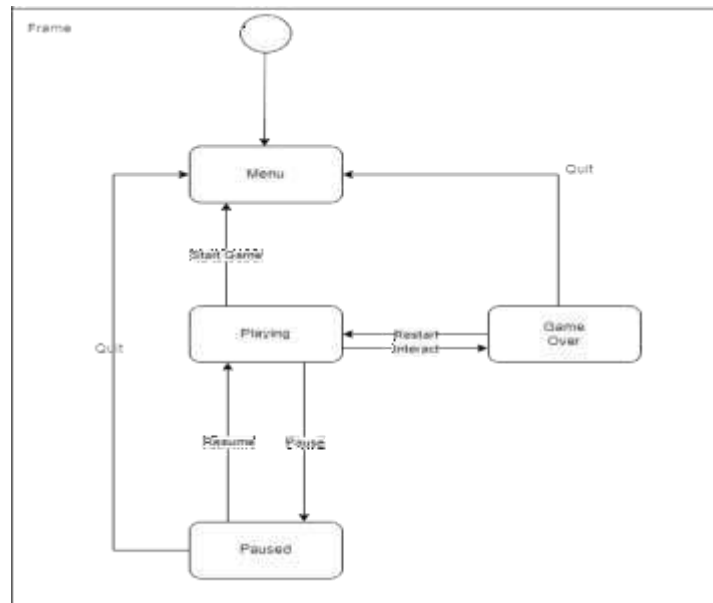 Frame
Menu
Quit
Start Game
Playing
Restart
Interact
Game
Over
Quit
Resume
Pause
Paused